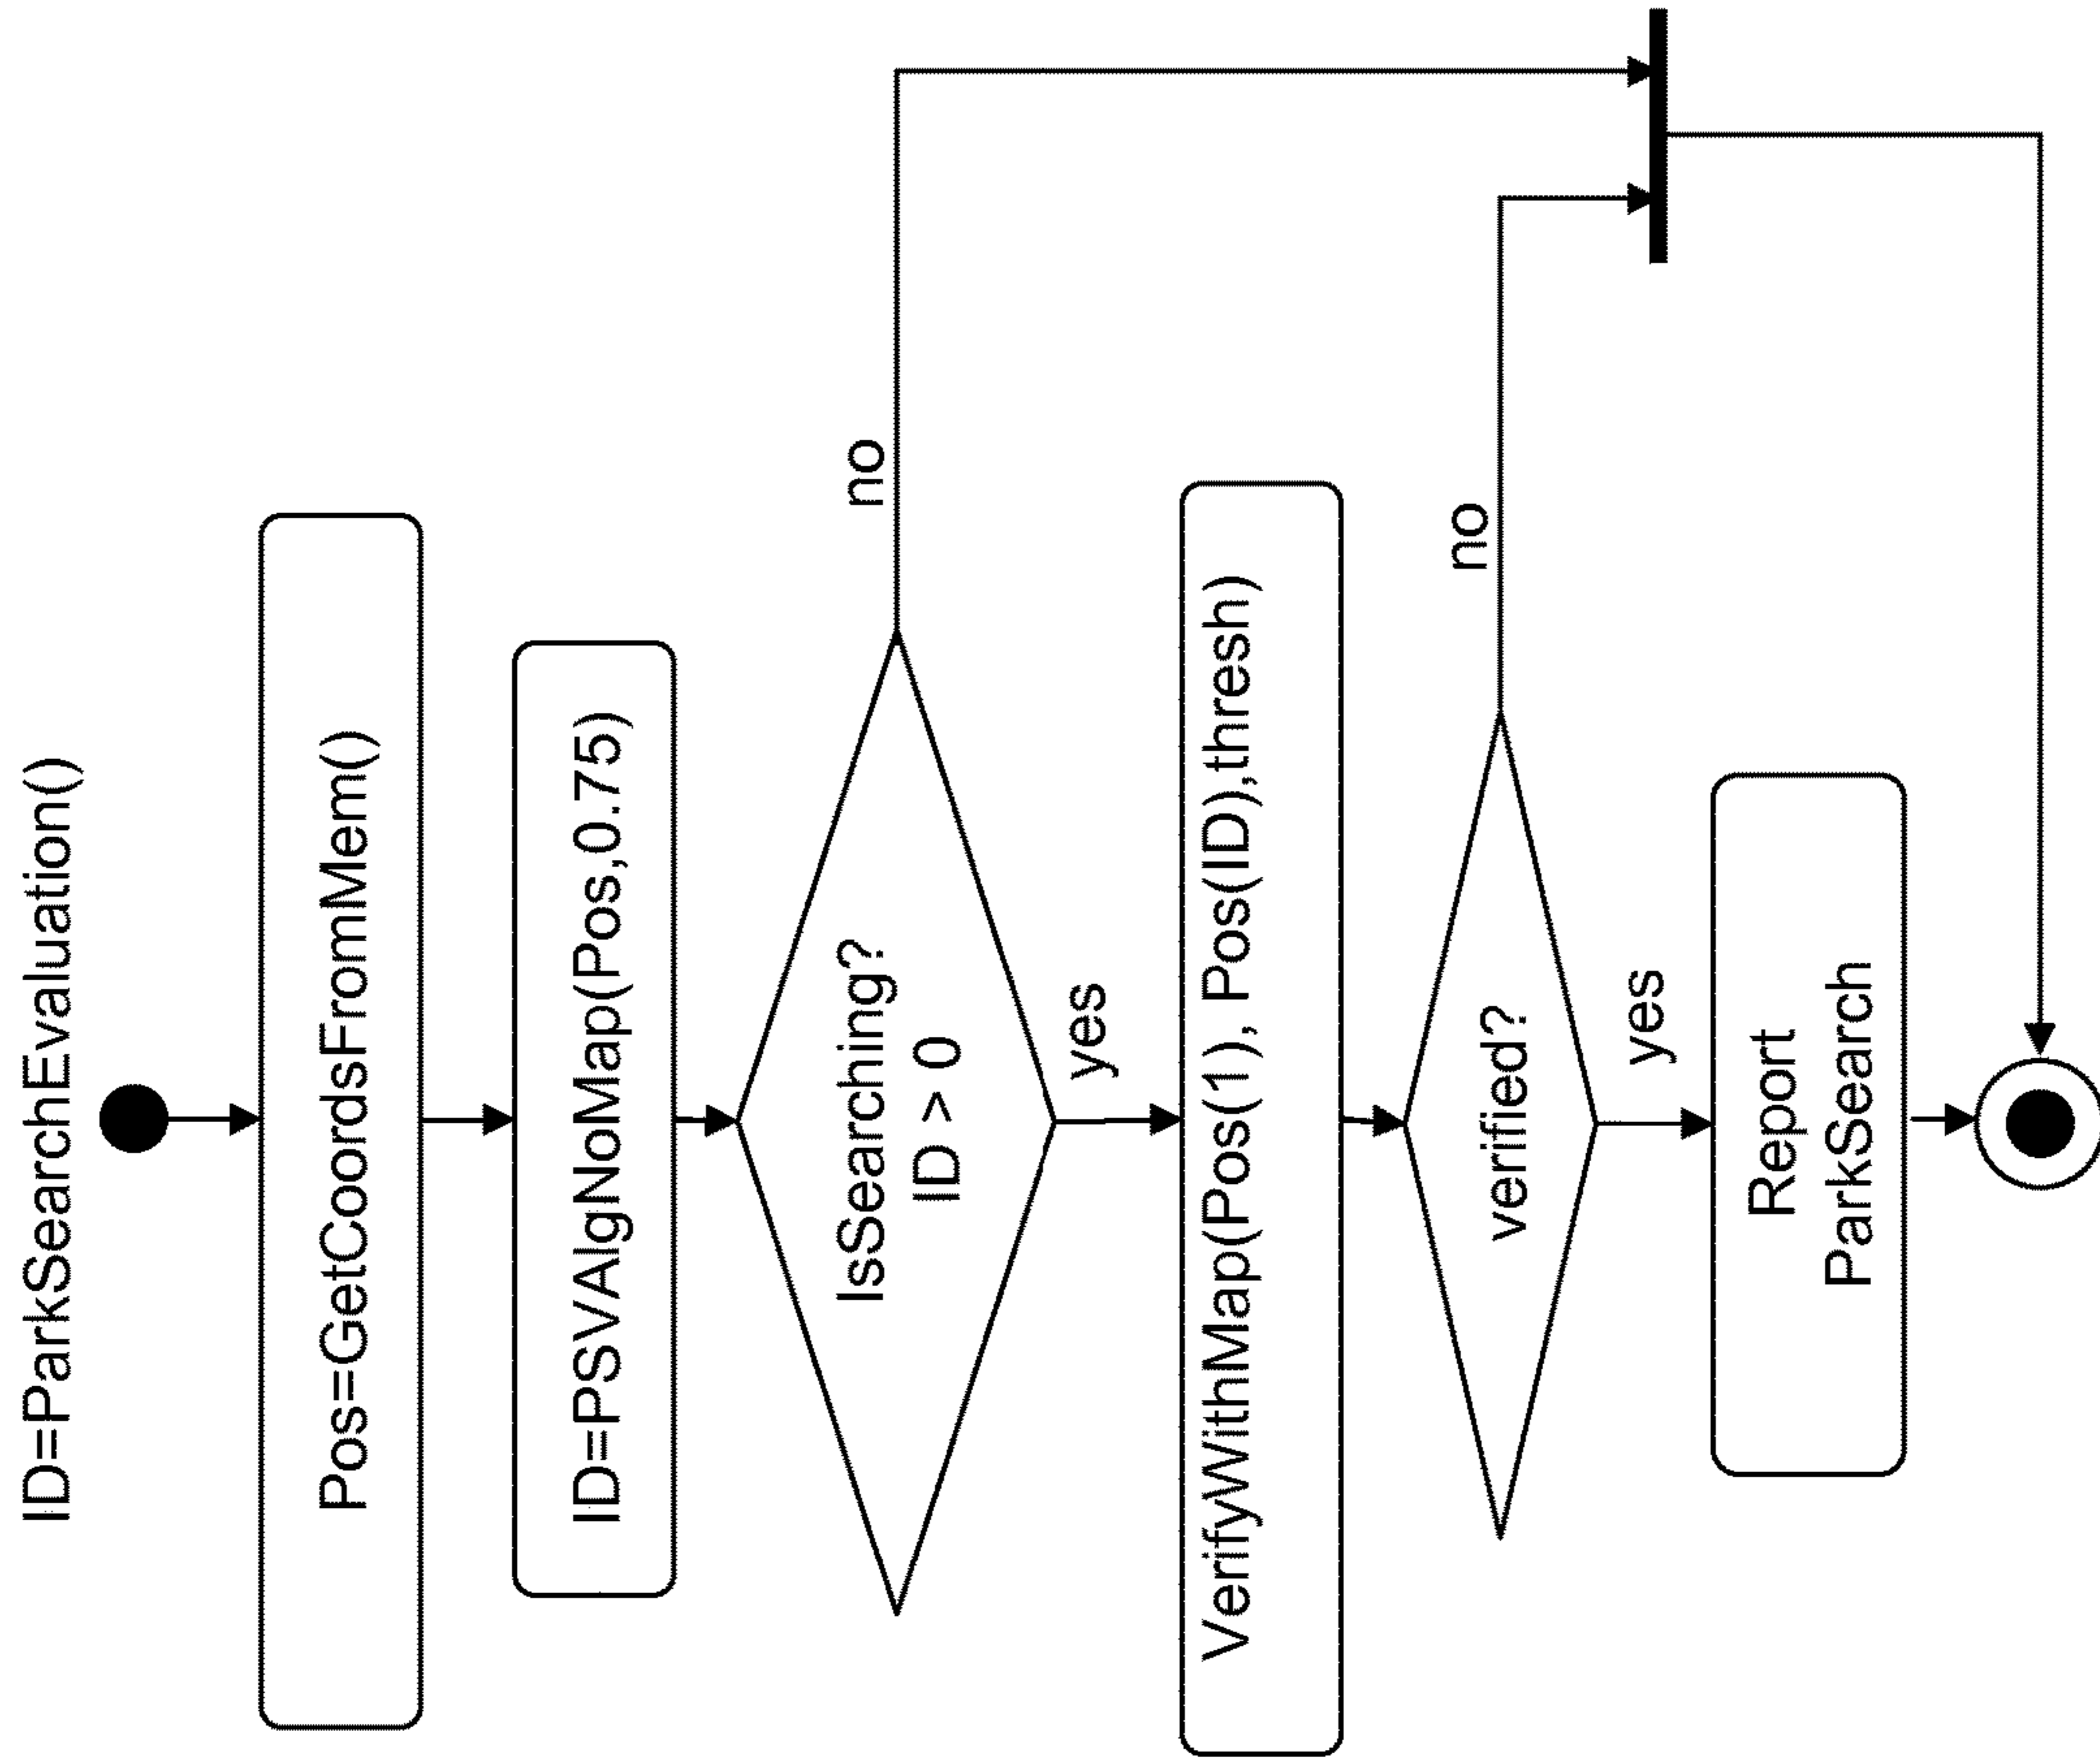 ID=ParkSearchEvaluation()
Pos=GetCoordsFromMem()
ID=PSVAlgNoMap(Pos,0.75)
IsSearching?
ID > 0
no
yes
VerifyWithMap(Pos(1), Pos(ID),thresh)
verified?
no
yes
Report
ParkSearch